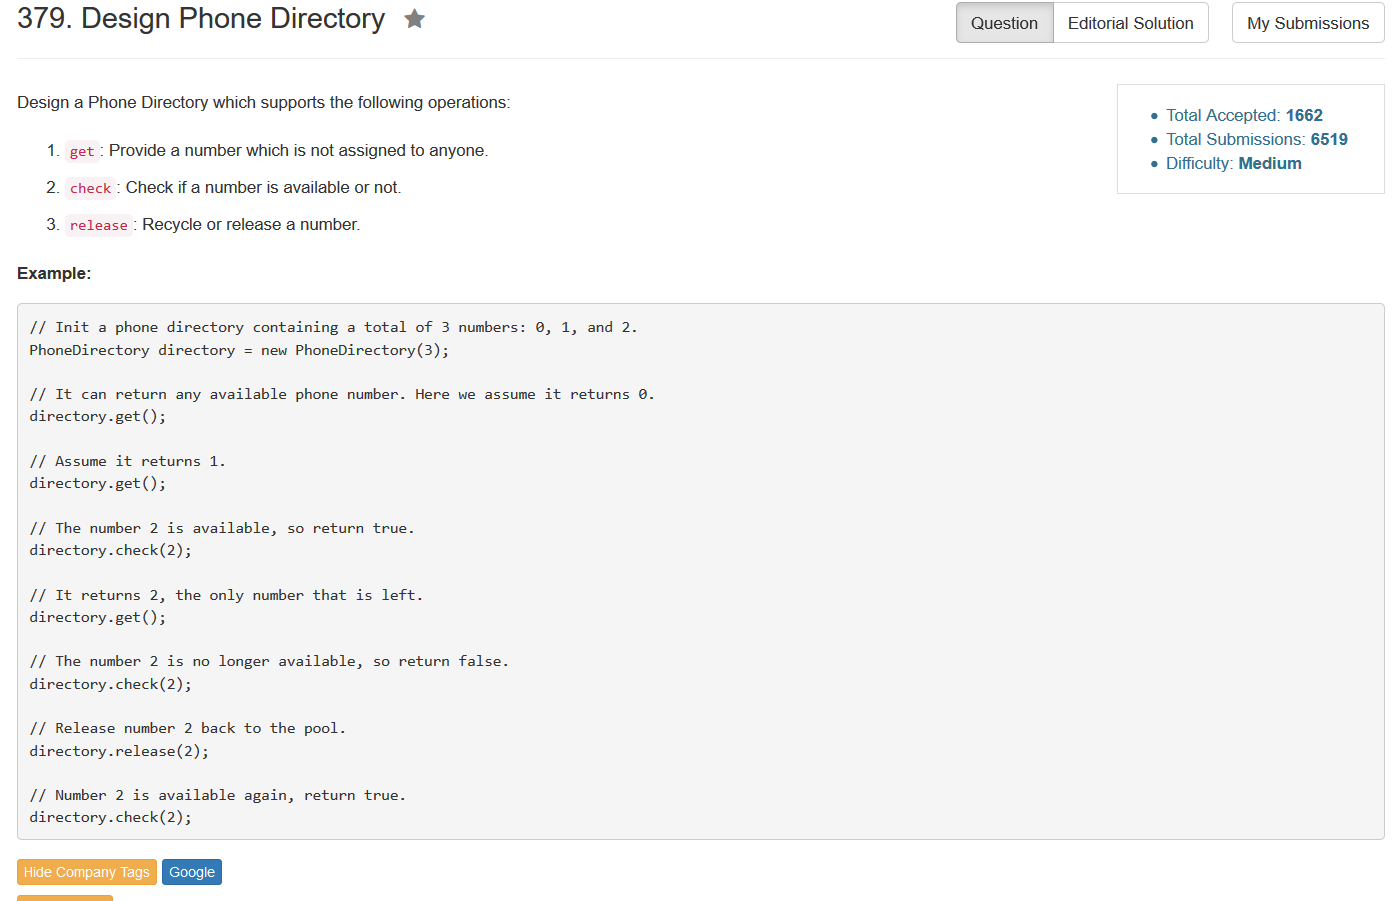 379. Design Phone Directory
Question
Editorial Solution
My Submissions
Design a Phone Directory which supports the following operations:
Total Accepted: 1662
Total Submissions: 6519
Difficulty: Medium
1. get : Provide a number which is not assigned to anyone.
2. check : Check if a number is available or not.
3. release : Recycle or release a number.
Example:
// Init a phone directory containing a total of 3 numbers: 0, 1, and 2.
PhoneDirectory directory = new PhoneDirectory(3);
// It can return any available phone number. Here we assume it returns 0.
directory.get();
// Assume it returns 1.
directory.get();
// The number 2 is available, so return true.
directory.check(2);
// It returns 2, the only number that is left.
directory.get();
// The number 2 is no longer available, so return false.
directory.check(2);
// Release number 2 back to the pool.
directory.release(2);
// Number 2 is available again, return true.
directory.check(2);
Hide Company Tags
Google